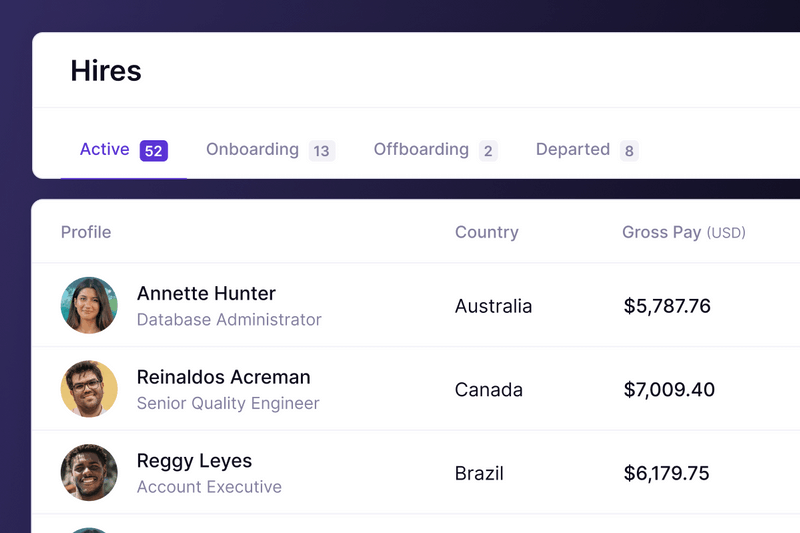 Hires
Active 52 Onboarding 13 Offboarding 2 Departed 8
Profile Country Gross Pay (USD)
Annette Hunter
Database Administrator
Australia $5,787.76
Reinaldos Acreman
Senior Quality Engineer
Canada $7,009.40
Reggy Leyes
Account Executive
Brazil $6,179.75